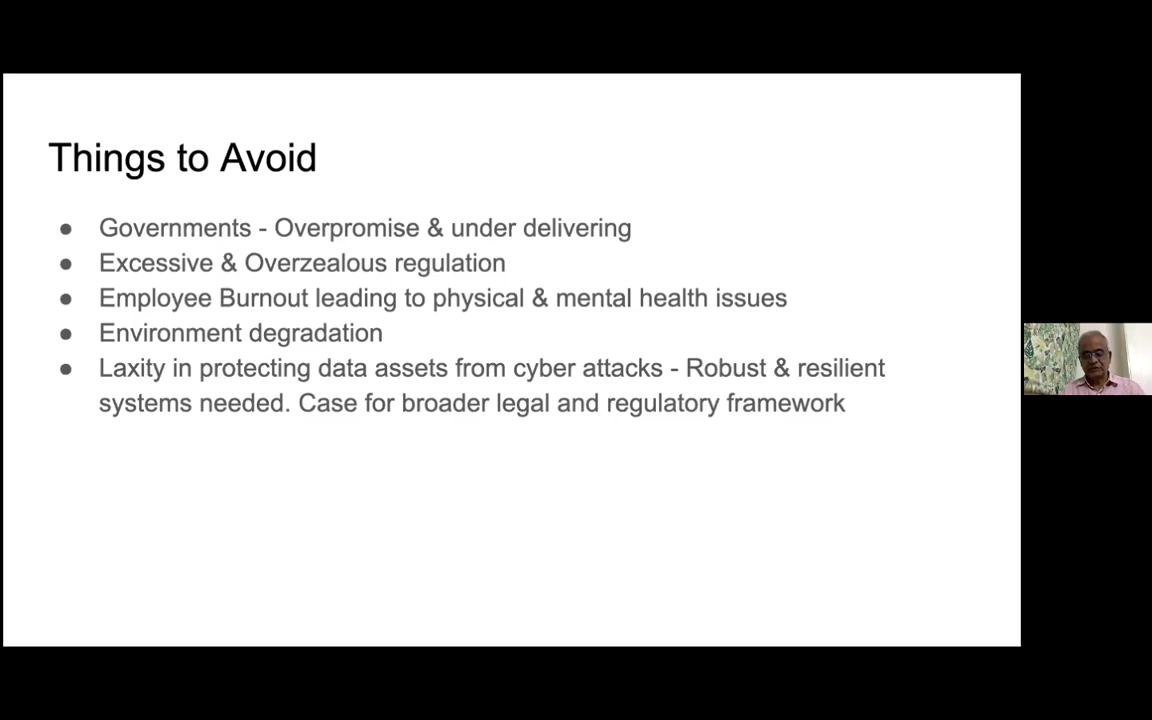 Things to Avoid
● Governments - Overpromise & under delivering
● Excessive & Overzealous regulation
● Employee Burnout leading to physical & mental health issues
● Environment degradation
● Laxity in protecting data assets from cyber attacks - Robust & resilient
systems needed. Case for broader legal and regulatory framework